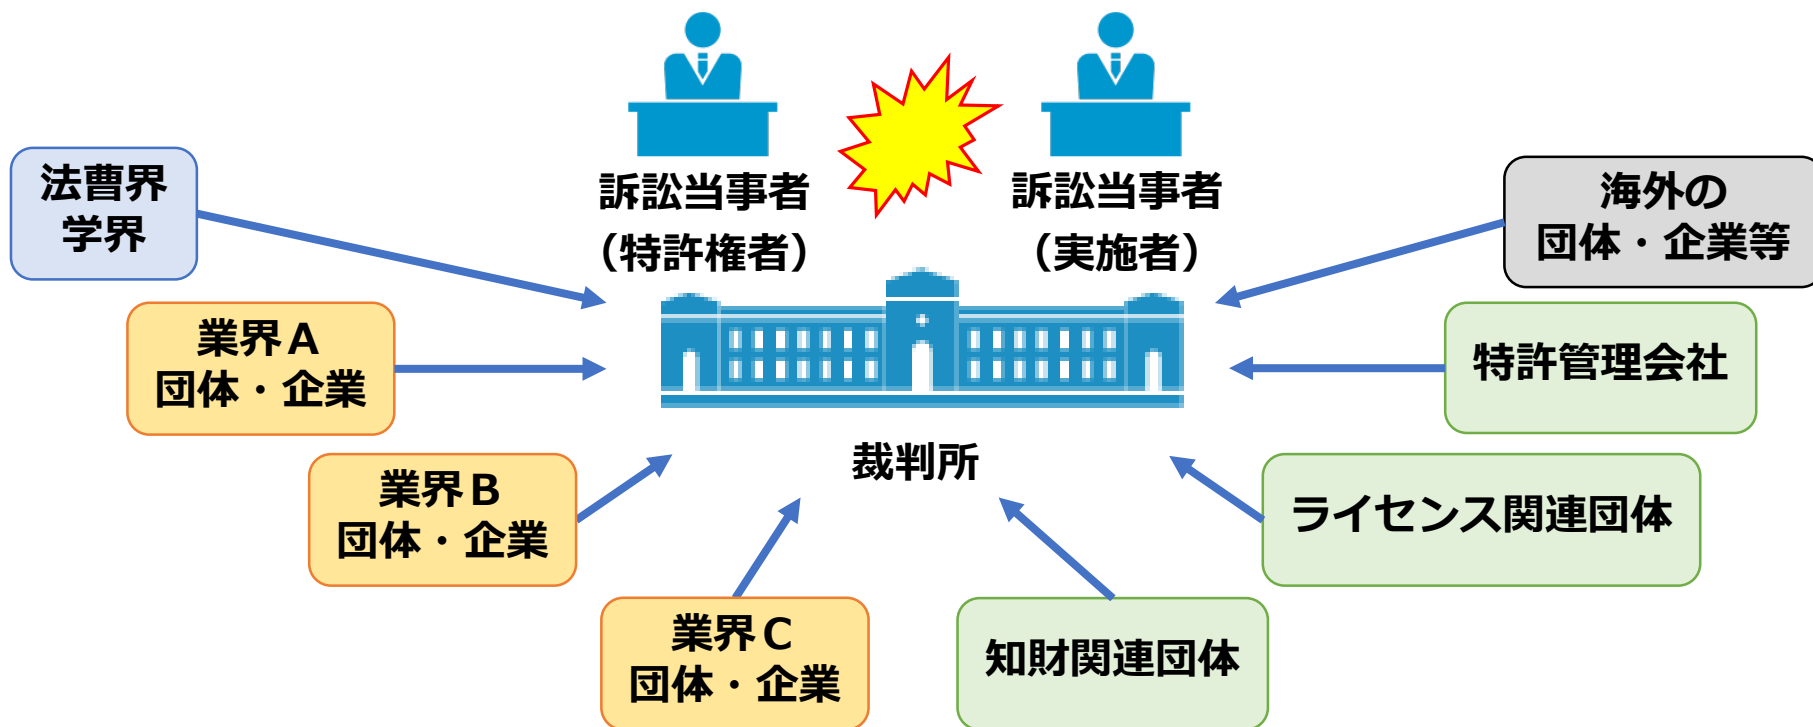 訴訟当事者
(特許権者)
訴訟当事者
(実施者)
法曹界
学界
海外の
団体・企業等
業界A
団体・企業
特許管理会社
裁判所
業界B
団体・企業
ライセンス関連団体
業界C
団体・企業
知財関連団体